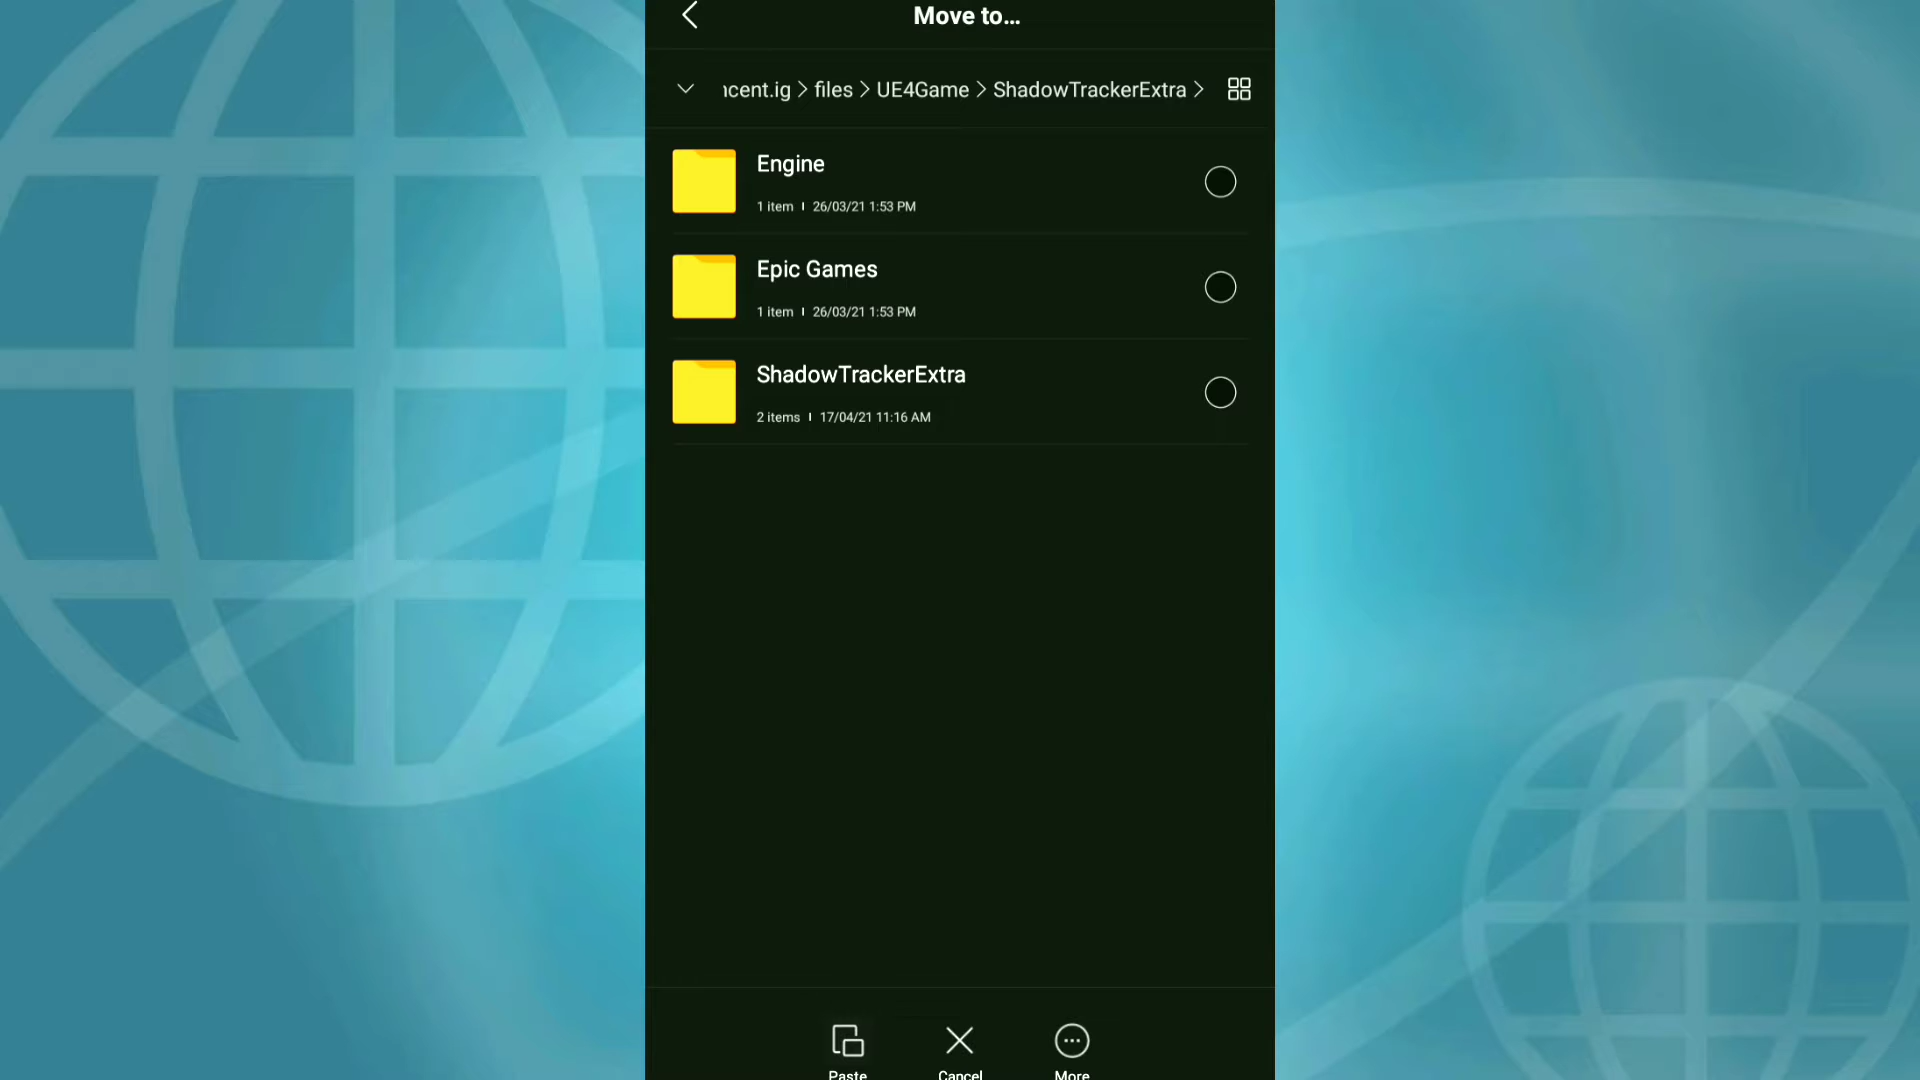 Move to...
ncent.ig > files > UE4Game > ShadowTrackerExtra >
Engine
1 item | 26/03/21 1:53 PM
Epic Games
1 item | 26/03/21 1:53 PM
ShadowTrackerExtra
2 items | 17/04/21 11:16 AM
Paste Cancel More